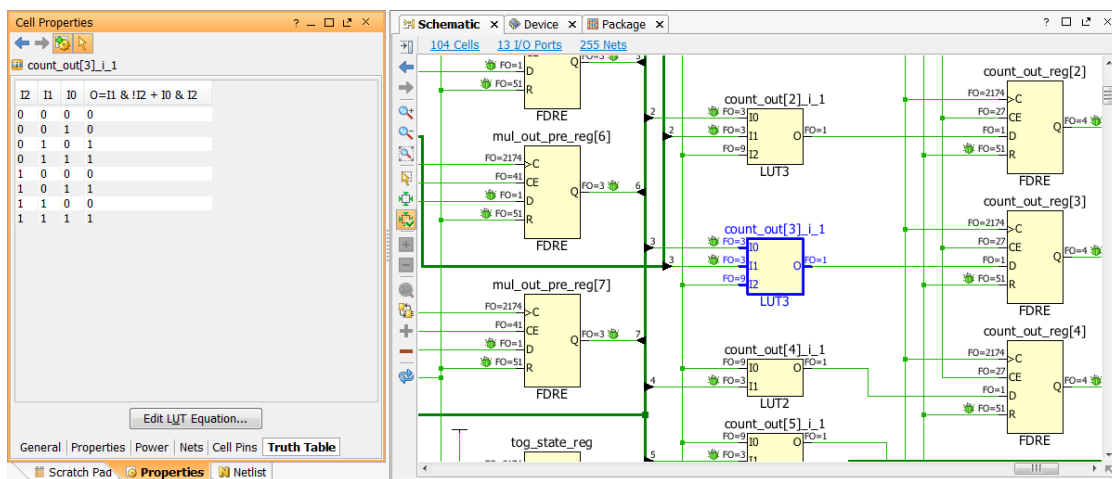 Cell Properties
count_out[3]_i_1
I2 I1 I0 O=I1 & !I2 + I0 & I2
0 0 0 0
0 0 1 0
0 1 0 1
0 1 1 1
1 0 0 0
1 0 1 1
1 1 0 0
1 1 1 1
Edit LUT Equation...
General Properties Power Nets Cell Pins Truth Table
Scratch Pad Properties Netlist
Schematic Device Package
104 Cells 13 I/O Ports 255 Nets
FO=1 D
FO=51 R
FO=3 5
Q
FDRE
mul_out_pre_reg[6]
FO=2174 C
FO=41 CE
FO=1 D
FO=51 R
Q FO=3 6
FDRE
mul_out_pre_reg[7]
FO=2174 C
FO=41 CE
FO=1 D
FO=51 R
Q FO=3 7
FDRE
tog_state_reg
count_out[2]_i_1
2 FO=3 I0
2 FO=3 I1 O FO=1
FO=9 I2
LUT3
count_out[3]_i_1
3 FO=3 I0
3 FO=3 I1 O FO=1
FO=9 I2
LUT3
count_out[4]_i_1
FO=9 I0 O FO=1
4 FO=3 I1
LUT2
count_out[5]_i_1
FO=9 I0 O FO=1
5 FO=3 I1
count_out_reg[2]
FO=2174 C
FO=27 CE
FO=1 D
FO=51 R
Q FO=4
FDRE
count_out_reg[3]
FO=2174 C
FO=27 CE
FO=1 D
FO=51 R
Q FO=4
FDRE
count_out_reg[4]
FO=2174 C
FO=27 CE
FO=1 D
FO=51 R
Q FO=4
FDRE